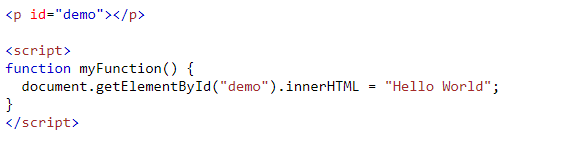 <p id="demo"></p>
<script>
function myFunction() {
  document.getElementById("demo").innerHTML = "Hello World";
}
</script>